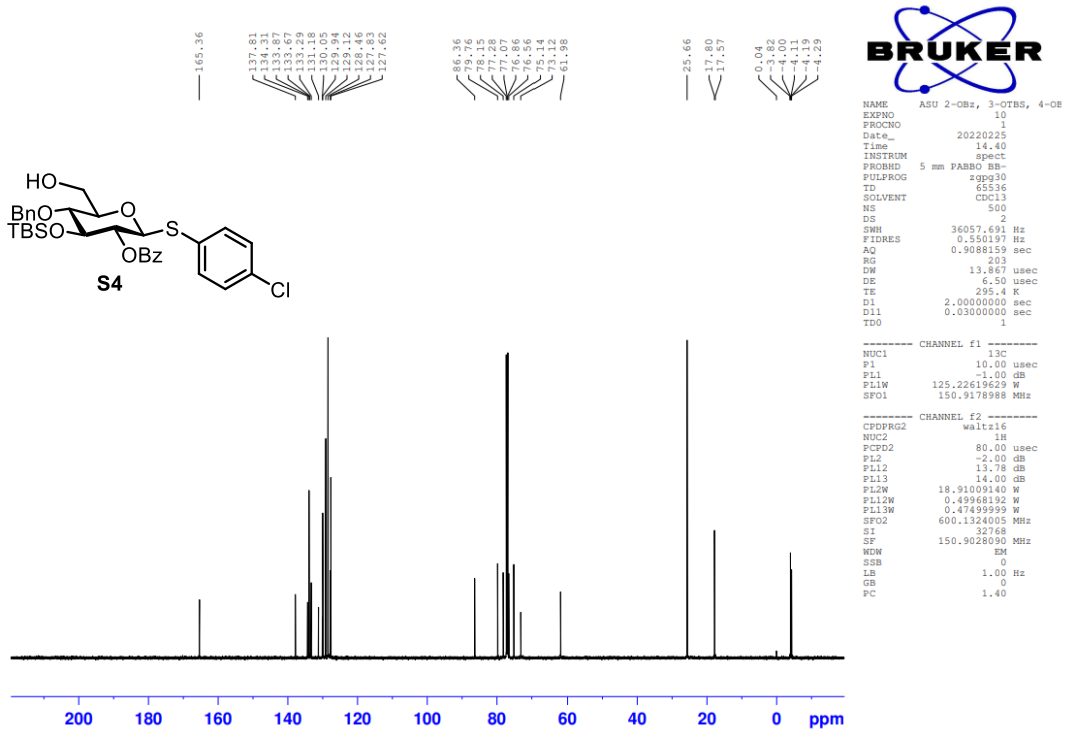 165.36
137.81
134.31
133.87
133.67
133.29
131.18
130.05
129.94
129.12
128.46
127.83
127.62
86.36
79.76
78.15
77.28
77.07
76.86
76.56
75.14
73.12
61.98
25.66
17.80
17.57
0.04
-3.82
-4.00
-4.11
-4.19
-4.29
BRUKER
NAME ASU 2-OBz, 3-OTBS, 4-OB
EXPNO 10
PROCNO 1
Date_ 20220225
Time 14.40
INSTRUM spect
PROBHD 5 mm PABBO BB-
PULPROG zgpg30
TD 65536
SOLVENT CDCl3
NS 500
DS 2
SWH 36057.691 Hz
FIDRES 0.550197 Hz
AQ 0.9088159 sec
RG 203
DW 13.867 usec
DE 6.50 usec
TE 295.4 K
D1 2.00000000 sec
D11 0.03000000 sec
TD0 1
======== CHANNEL f1 ========
NUC1 13C
P1 10.00 usec
PL1 -1.00 dB
PL1W 125.22619629 W
SFO1 150.9178988 MHz
======== CHANNEL f2 ========
CPDPRG2 waltz16
NUC2 1H
PCPD2 80.00 usec
PL2 -2.00 dB
PL12 13.78 dB
PL13 14.00 dB
PL2W 18.91009140 W
PL12W 0.49968192 W
PL13W 0.47499999 W
SFO2 600.1324005 MHz
SI 32768
SF 150.9028090 MHz
WDW EM
SSB 0
LB 1.00 Hz
GB 0
PC 1.40
HO
BnO O
TBSO S
OBz
S4
Cl
200 180 160 140 120 100 80 60 40 20 0 ppm